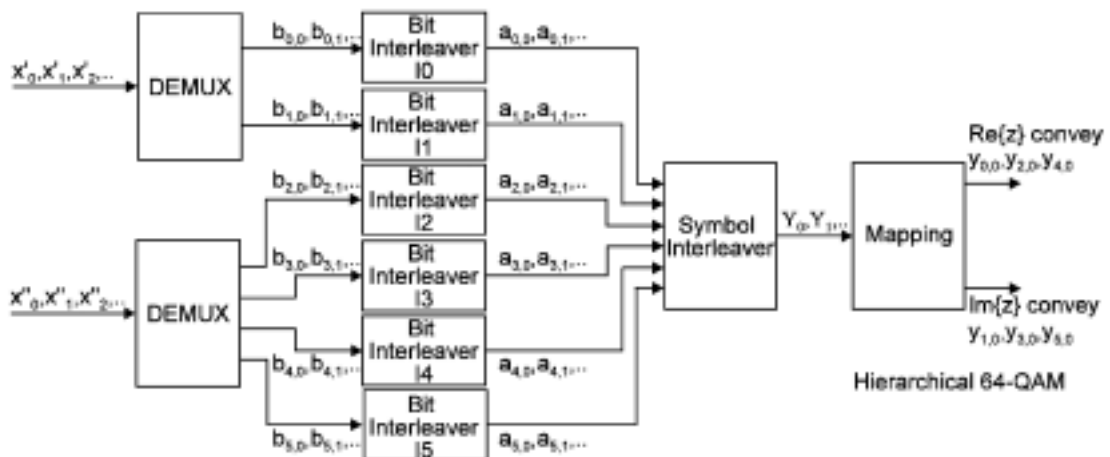 x'₀,x'₁,x'₂,..
DEMUX
b₀,₀,b₀,₁,..
Bit
Interleaver
I0
a₀,₀,a₀,₁,..
b₁,₀,b₁,₁,..
Bit
Interleaver
I1
a₁,₀,a₁,₁,..
x"₀,x"₁,x"₂,..
DEMUX
b₂,₀,b₂,₁,..
Bit
Interleaver
I2
a₂,₀,a₂,₁,..
b₃,₀,b₃,₁,..
Bit
Interleaver
I3
a₃,₀,a₃,₁,..
b₄,₀,b₄,₁,..
Bit
Interleaver
I4
a₄,₀,a₄,₁,..
b₅,₀,b₅,₁,..
Bit
Interleaver
I5
a₅,₀,a₅,₁,..
Symbol
Interleaver
Y₀,Y₁,..
Mapping
Re{z} convey
y₀,₀,y₂,₀,y₄,₀
Im{z} convey
y₁,₀,y₃,₀,y₅,₀
Hierarchical 64-QAM